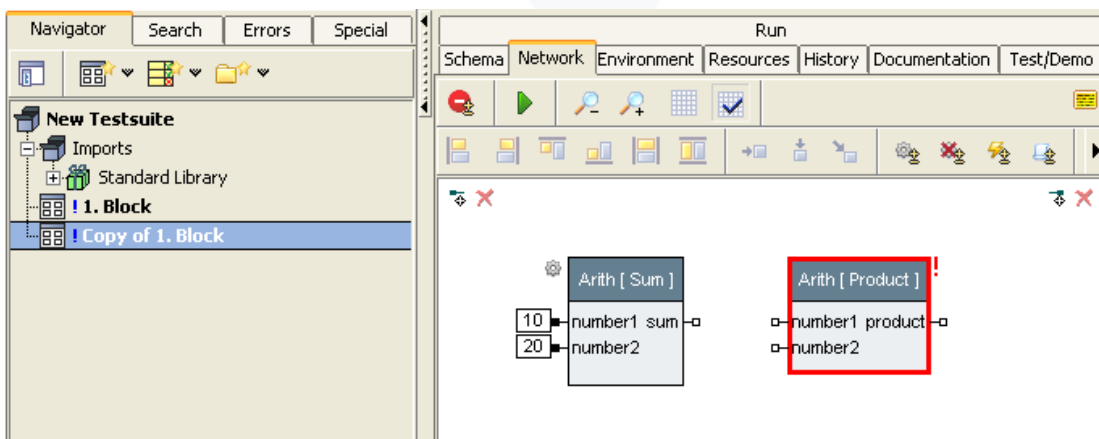 Navigator Search Errors Special
Run
Schema Network Environment Resources History Documentation Test/Demo
New Testsuite
Imports
Standard Library
! 1. Block
! Copy of 1. Block
Arith [ Sum ]
10 number1 sum
20 number2
Arith [ Product ] !
number1 product
number2